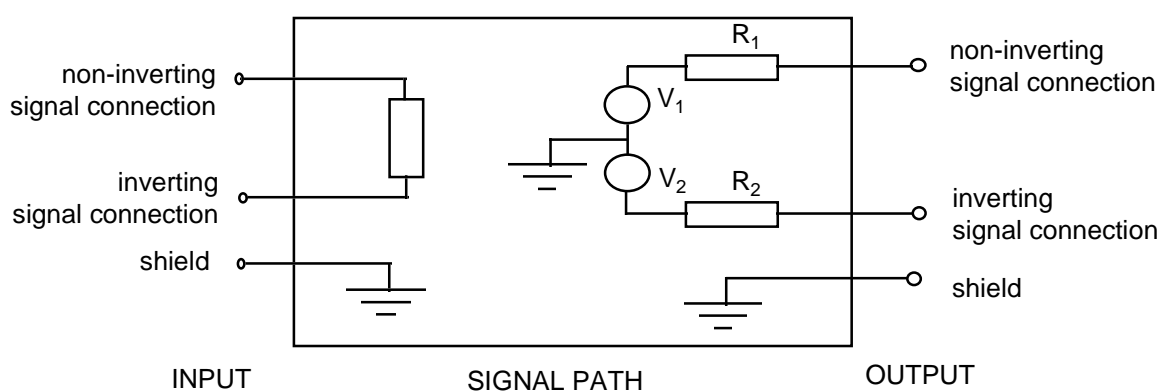 non-inverting
signal connection
inverting
signal connection
shield
R1
V1
V2
R2
non-inverting
signal connection
inverting
signal connection
shield
INPUT
SIGNAL PATH
OUTPUT